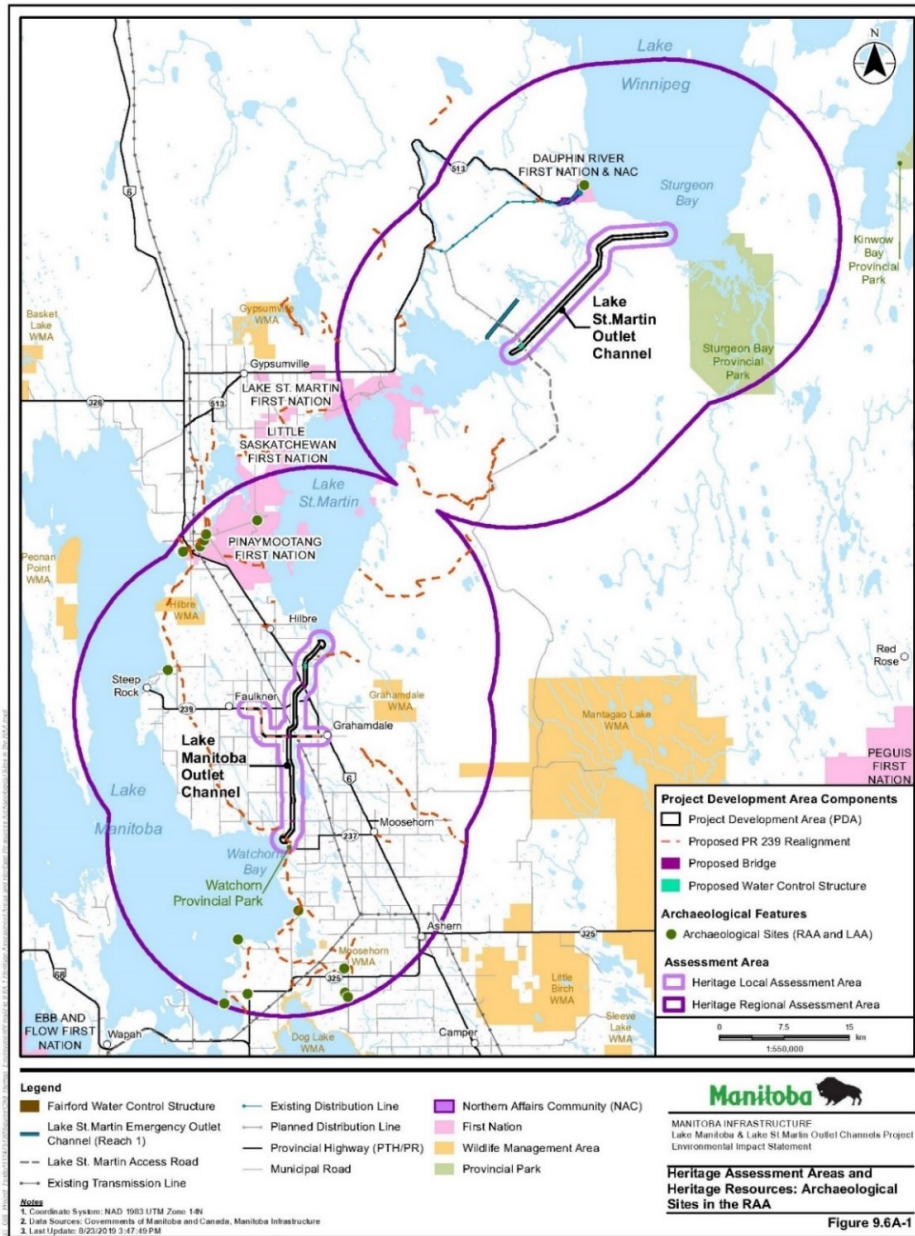 N
Lake
Winnipeg
6
513
DAUPHIN RIVER
FIRST NATION & NAC
Sturgeon
Bay
Kinwow
Bay
Provincial
Park
Basket
Lake
WMA
Gypsumville
WMA
Lake
St.Martin
Outlet
Channel
Sturgeon Bay
Provincial
Park
Gypsumville
LAKE ST. MARTIN
FIRST NATION
328
513
LITTLE
SASKATCHEWAN
FIRST NATION
Lake
St.Martin
PINAYMOOTANG
FIRST NATION
Peonan
Point
WMA
Hilbre
WMA
Hilbre
Red
Rose
Steep
Rock
Faulkner
239
Grahamdale
WMA
Grahamdale
Mantagao Lake
WMA
PEGUIS
FIRST
NATION
Lake
Manitoba
Outlet
Channel
6
Lake
Manitoba
Moosehorn
237
Watchorn
Bay
Watchorn
Provincial Park
Ashern
325
Moosehorn
WMA
325
68
Little
Birch
WMA
Sleeve
Lake
WMA
EBB AND
FLOW FIRST
NATION
Wapah
Dog Lake
WMA
Camper
Project Development Area Components
Project Development Area (PDA)
Proposed PR 239 Realignment
Proposed Bridge
Proposed Water Control Structure
Archaeological Features
Archaeological Sites (RAA and LAA)
Assessment Area
Heritage Local Assessment Area
Heritage Regional Assessment Area
0 7.5 15
km
1:550,000
Legend
Fairford Water Control Structure
Lake St.Martin Emergency Outlet
Channel (Reach 1)
Lake St. Martin Access Road
Existing Transmission Line
Existing Distribution Line
Planned Distribution Line
Provincial Highway (PTH/PR)
Municipal Road
Northern Affairs Community (NAC)
First Nation
Wildlife Management Area
Provincial Park
Notes
1. Coordinate System: NAD 1983 UTM Zone 14N
2. Data Sources: Governments of Manitoba and Canada, Manitoba Infrastructure
3. Last Update: 8/23/2019 3:47:49 PM
Manitoba
MANITOBA INFRASTRUCTURE
Lake Manitoba & Lake St.Martin Outlet Channels Project
Environmental Impact Statement
Heritage Assessment Areas and
Heritage Resources: Archaeological
Sites in the RAA
Figure 9.6A-1